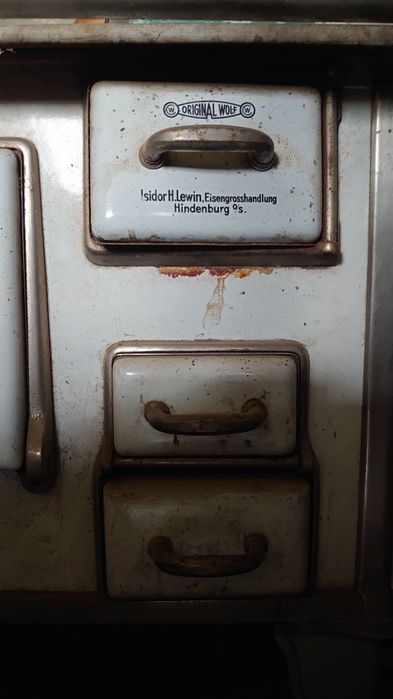 W ORIGINAL WOLF W
Isidor H. Lewin, Eisengrosshandlung
Hindenburg O/S.